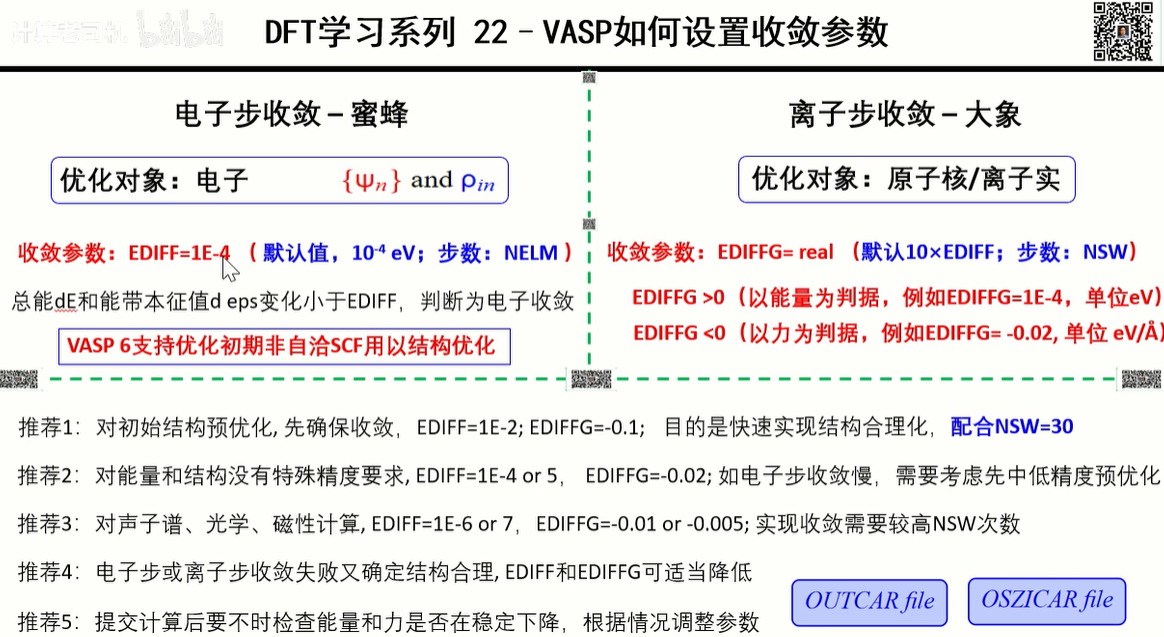 计算老司机 bilibili
DFT学习系列 22 – VASP如何设置收敛参数
电子步收敛 – 蜜蜂
优化对象：电子 {ψn} and ρin
收敛参数：EDIFF=1E-4 （ 默认值，10⁻⁴ eV；步数：NELM ）
总能dE和能带本征值d eps变化小于EDIFF，判断为电子收敛
VASP 6支持优化初期非自洽SCF用以结构优化
离子步收敛 – 大象
优化对象：原子核/离子实
收敛参数：EDIFFG= real （默认10×EDIFF；步数：NSW）
EDIFFG >0（以能量为判据，例如EDIFFG=1E-4，单位eV)
EDIFFG <0（以力为判据，例如EDIFFG= -0.02, 单位 eV/Å)
推荐1：对初始结构预优化, 先确保收敛，EDIFF=1E-2; EDIFFG=-0.1; 目的是快速实现结构合理化，配合NSW=30
推荐2：对能量和结构没有特殊精度要求, EDIFF=1E-4 or 5， EDIFFG=-0.02; 如电子步收敛慢，需要考虑先中低精度预优化
推荐3：对声子谱、光学、磁性计算, EDIFF=1E-6 or 7，EDIFFG=-0.01 or -0.005; 实现收敛需要较高NSW次数
推荐4：电子步或离子步收敛失败又确定结构合理, EDIFF和EDIFFG可适当降低
推荐5：提交计算后要不时检查能量和力是否在稳定下降，根据情况调整参数
OUTCAR file
OSZICAR file